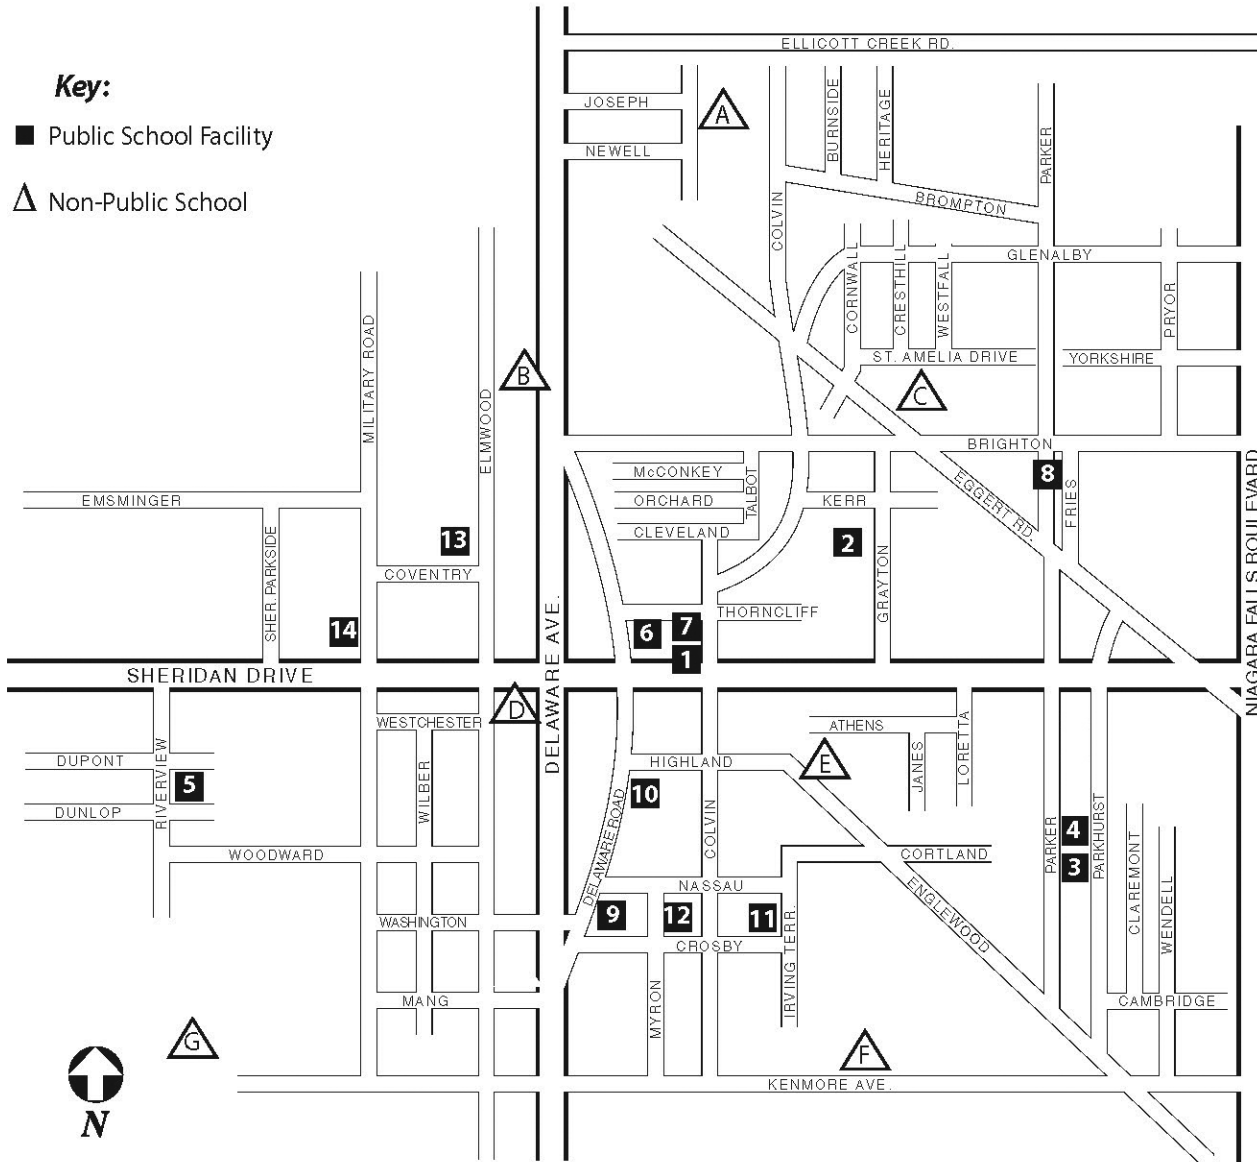 ELLICOTT CREEK RD.
Key:
Public School Facility
Non-Public School
JOSEPH
NEWELL
A
BURNSIDE
HERITAGE
PARKER
COLVIN
BROMPTON
GLENALBY
CORNWALL
CRESTHILL
WESTFALL
PRYOR
MILITARY ROAD
ELMWOOD
B
ST. AMELIA DRIVE
YORKSHIRE
C
BRIGHTON
McCONKEY
ORCHARD
TALBOT
CLEVELAND
KERR
EGGERT RD.
8
FRIES
NIAGARA FALLS BOULEVARD
EMSMINGER
SHER. PARKSIDE
13
COVENTRY
2
GRAYTON
14
DELAWARE AVE.
6
7
1
THORNCLIFF
SHERIDaN DRIVE
D
WESTCHESTER
ATHENS
LORETTA
JANES
DUPONT
RIVERVIEW
5
DUNLOP
WILBER
HIGHLAND
E
10
DELAWARE ROAD
COLVIN
WOODWARD
CORTLAND
PARKER
4
3
PARKHURST
CLAREMONT
WENDELL
NASSAU
ENGLEWOOD
WASHINGTON
9
12
11
CROSBY
IRVING TERR.
MANG
MYRON
CAMBRIDGE
G
F
KENMORE AVE.
N